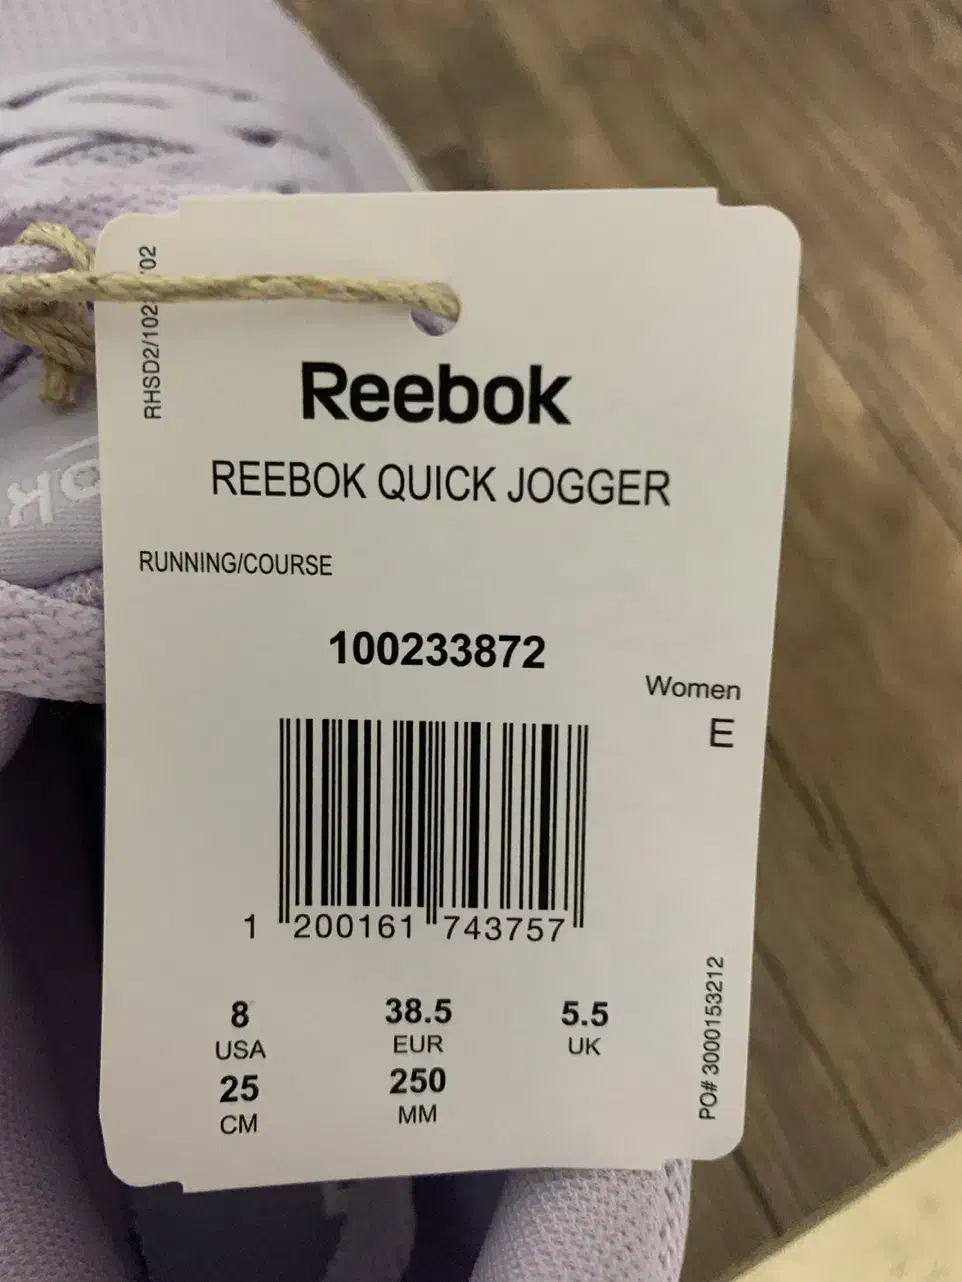 Reebok
REEBOK QUICK JOGGER
RUNNING/COURSE
100233872
Women
E
1 200161 743757
8 38.5 5.5
USA EUR UK
25 250
CM MM
PO# 3000153212
OK